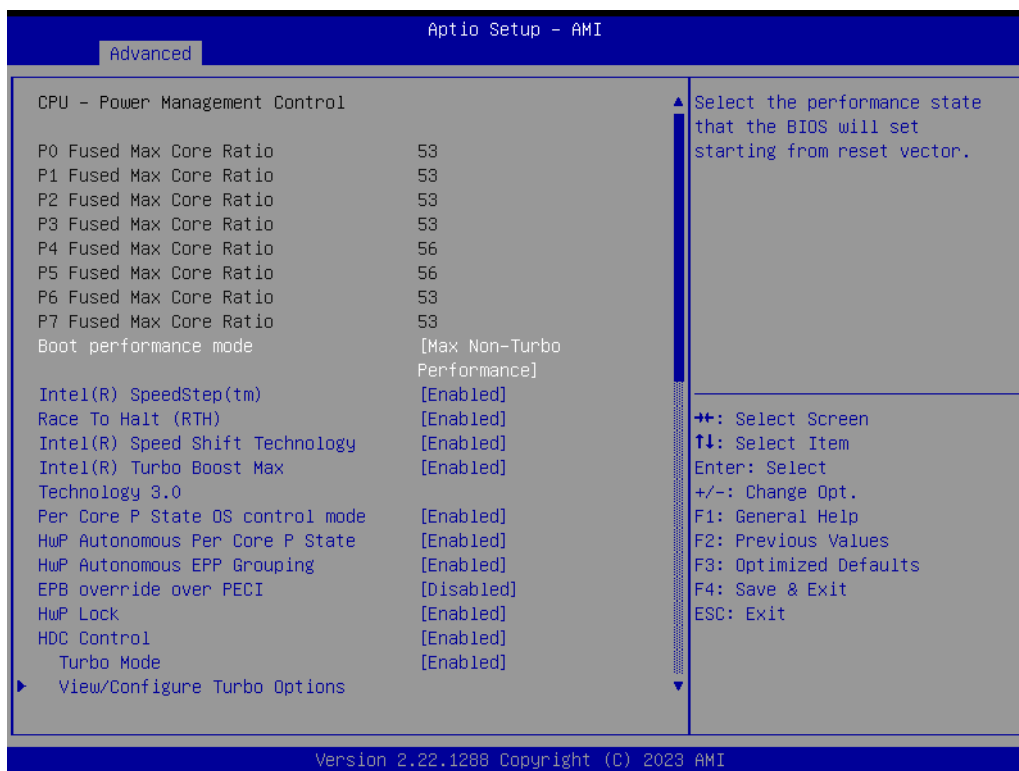 Aptio Setup – AMI
Advanced
CPU – Power Management Control
P0 Fused Max Core Ratio 53
P1 Fused Max Core Ratio 53
P2 Fused Max Core Ratio 53
P3 Fused Max Core Ratio 53
P4 Fused Max Core Ratio 56
P5 Fused Max Core Ratio 56
P6 Fused Max Core Ratio 53
P7 Fused Max Core Ratio 53
Boot performance mode [Max Non-Turbo
Performance]
Intel(R) SpeedStep(tm) [Enabled]
Race To Halt (RTH) [Enabled]
Intel(R) Speed Shift Technology [Enabled]
Intel(R) Turbo Boost Max [Enabled]
Technology 3.0
Per Core P State OS control mode [Enabled]
HwP Autonomous Per Core P State [Enabled]
HwP Autonomous EPP Grouping [Enabled]
EPB override over PECI [Disabled]
HwP Lock [Enabled]
HDC Control [Enabled]
Turbo Mode [Enabled]
View/Configure Turbo Options
Select the performance state
that the BIOS will set
starting from reset vector.
→←: Select Screen
↑↓: Select Item
Enter: Select
+/-: Change Opt.
F1: General Help
F2: Previous Values
F3: Optimized Defaults
F4: Save & Exit
ESC: Exit
Version 2.22.1288 Copyright (C) 2023 AMI